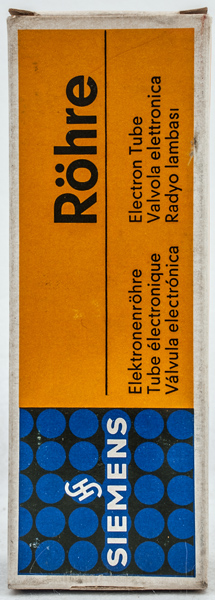 Röhre
Elektronenröhre
Tube électronique
Válvula electrónica
Electron Tube
Valvola elettronica
Radyo lambası
SIEMENS